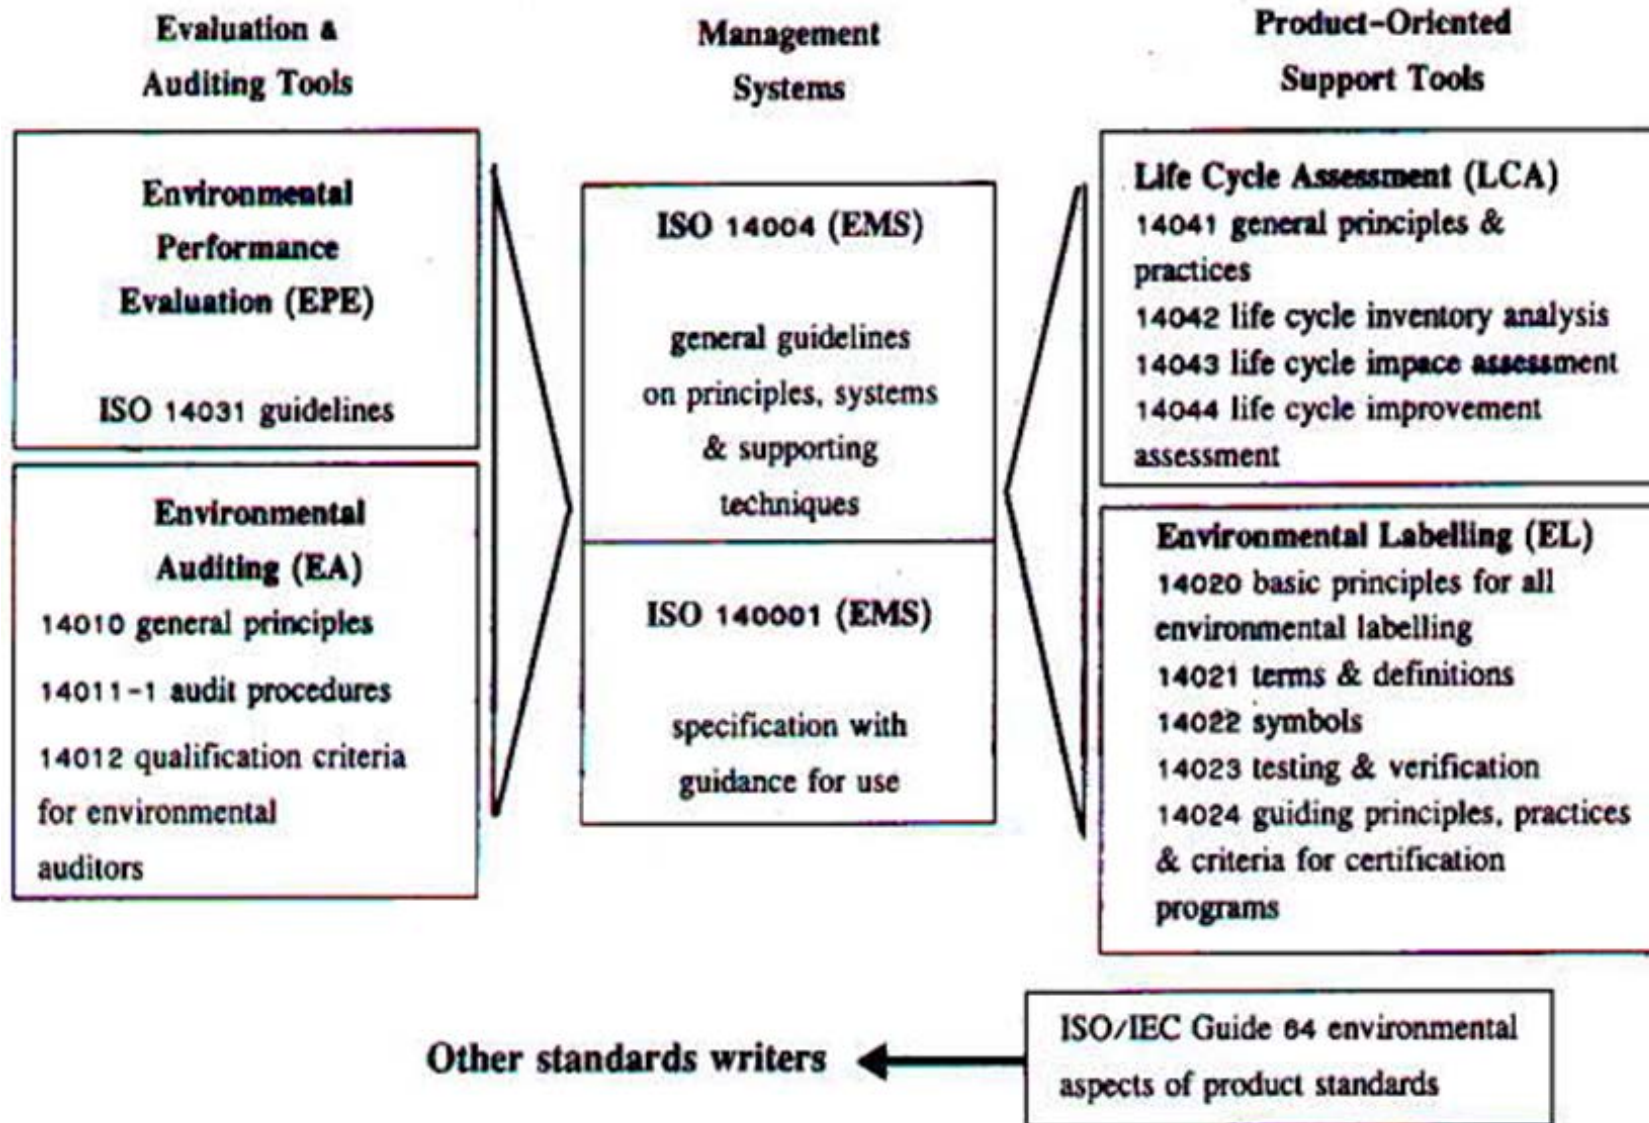 Evaluation &
Auditing Tools
Environmental
Performance
Evaluation (EPE)
ISO 14031 guidelines
Environmental
Auditing (EA)
14010 general principles
14011-1 audit procedures
14012 qualification criteria
for environmental
auditors
Management
Systems
ISO 14004 (EMS)
general guidelines
on principles, systems
& supporting
techniques
ISO 140001 (EMS)
specification with
guidance for use
Product-Oriented
Support Tools
Life Cycle Assessment (LCA)
14041 general principles &
practices
14042 life cycle inventory analysis
14043 life cycle impace assessment
14044 life cycle improvement
assessment
Environmental Labelling (EL)
14020 basic principles for all
environmental labelling
14021 terms & definitions
14022 symbols
14023 testing & verification
14024 guiding principles, practices
& criteria for certification
programs
Other standards writers
ISO/IEC Guide 64 environmental
aspects of product standards